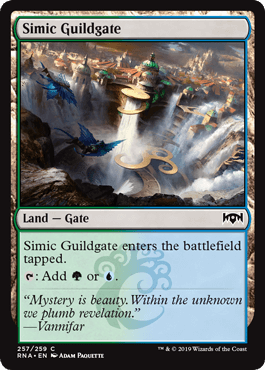 Simic Guildgate
Land — Gate
Simic Guildgate enters the battlefield
tapped.
: Add or .
"Mystery is beauty. Within the unknown
we plumb revelation."
—Vannifar
257/259 C
RNA • EN Adam Paquette
™ & © 2019 Wizards of the Coast